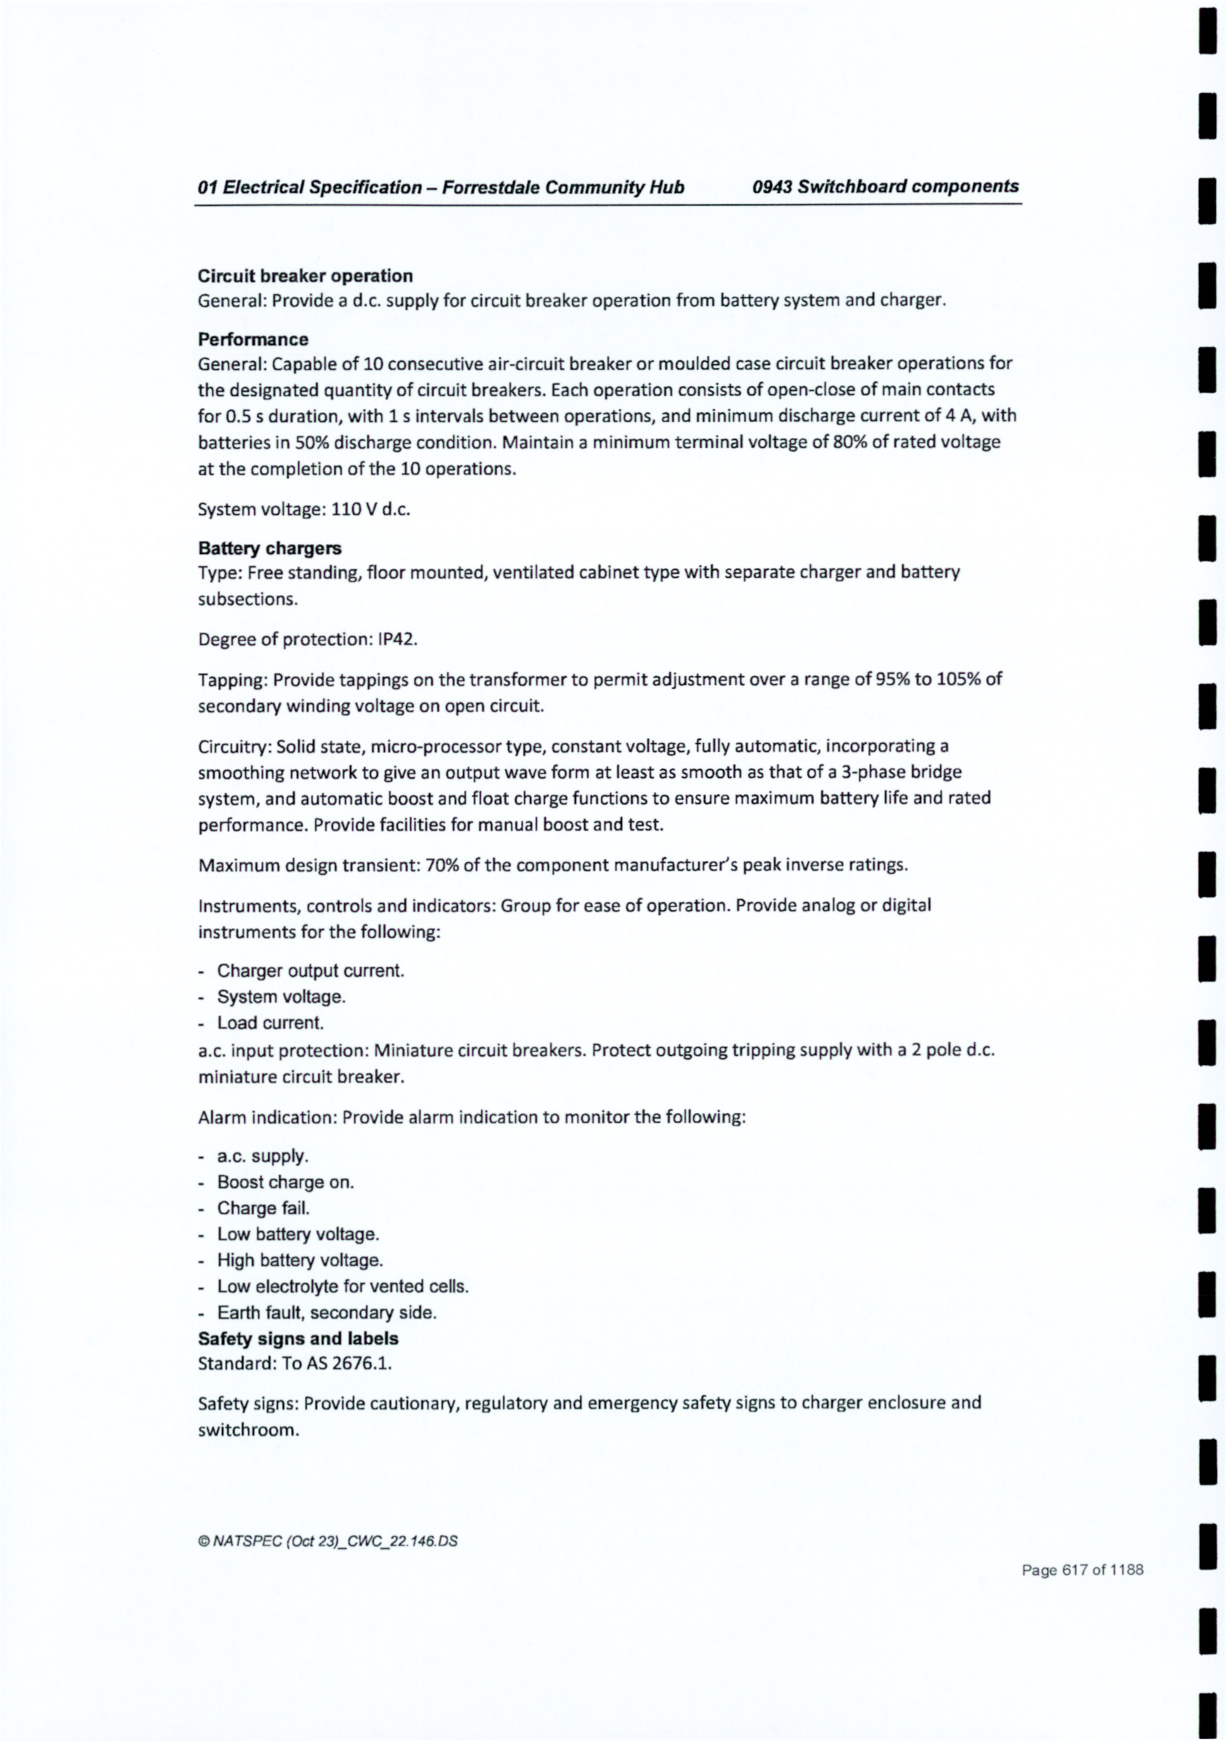 01 Electrical Specification – Forrestdale Community Hub 0943 Switchboard components
Circuit breaker operation
General: Provide a d.c. supply for circuit breaker operation from battery system and charger.
Performance
General: Capable of 10 consecutive air-circuit breaker or moulded case circuit breaker operations for
the designated quantity of circuit breakers. Each operation consists of open-close of main contacts
for 0.5 s duration, with 1 s intervals between operations, and minimum discharge current of 4 A, with
batteries in 50% discharge condition. Maintain a minimum terminal voltage of 80% of rated voltage
at the completion of the 10 operations.
System voltage: 110 V d.c.
Battery chargers
Type: Free standing, floor mounted, ventilated cabinet type with separate charger and battery
subsections.
Degree of protection: IP42.
Tapping: Provide tappings on the transformer to permit adjustment over a range of 95% to 105% of
secondary winding voltage on open circuit.
Circuitry: Solid state, micro-processor type, constant voltage, fully automatic, incorporating a
smoothing network to give an output wave form at least as smooth as that of a 3-phase bridge
system, and automatic boost and float charge functions to ensure maximum battery life and rated
performance. Provide facilities for manual boost and test.
Maximum design transient: 70% of the component manufacturer's peak inverse ratings.
Instruments, controls and indicators: Group for ease of operation. Provide analog or digital
instruments for the following:
- Charger output current.
- System voltage.
- Load current.
a.c. input protection: Miniature circuit breakers. Protect outgoing tripping supply with a 2 pole d.c.
miniature circuit breaker.
Alarm indication: Provide alarm indication to monitor the following:
- a.c. supply.
- Boost charge on.
- Charge fail.
- Low battery voltage.
- High battery voltage.
- Low electrolyte for vented cells.
- Earth fault, secondary side.
Safety signs and labels
Standard: To AS 2676.1.
Safety signs: Provide cautionary, regulatory and emergency safety signs to charger enclosure and
switchroom.
© NATSPEC (Oct 23)_CWC_22.146.DS
Page 617 of 1188